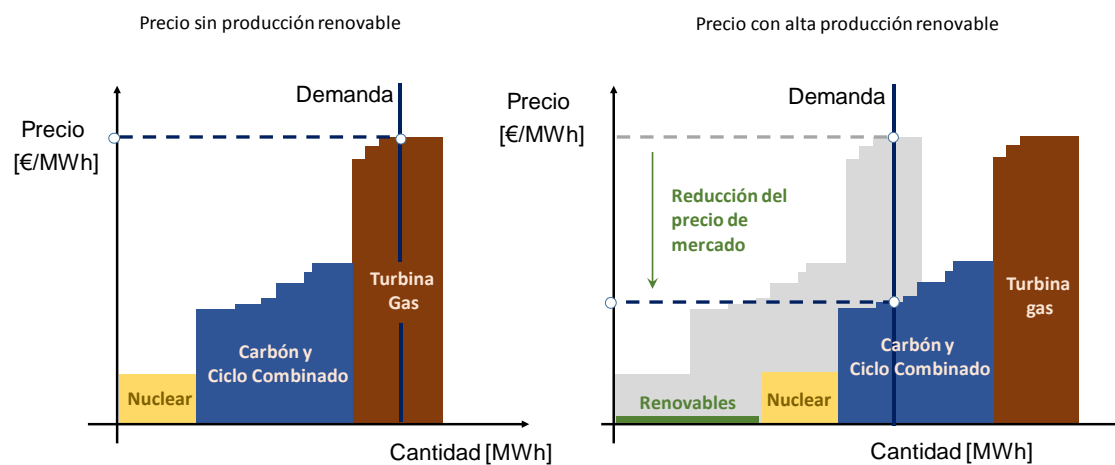 Precio sin producción renovable
Demanda
Precio
[€/MWh]
Turbina
Gas
Carbón y
Ciclo Combinado
Nuclear
Cantidad [MWh]
Precio con alta producción renovable
Demanda
Precio
[€/MWh]
Reducción del
precio de
mercado
Turbina
gas
Carbón y
Ciclo Combinado
Nuclear
Renovables
Cantidad [MWh]